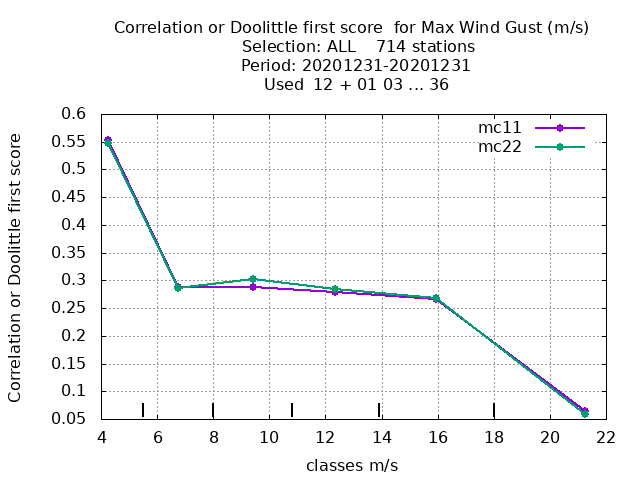 Correlation or Doolittle first score  for Max Wind Gust (m/s)
Selection: ALL    714 stations
Period: 20201231-20201231
Used  12 + 01 03 ... 36
Correlation or Doolittle first score
mc11
mc22
0.6
0.55
0.5
0.45
0.4
0.35
0.3
0.25
0.2
0.15
0.1
0.05
4 6 8 10 12 14 16 18 20 22
classes m/s